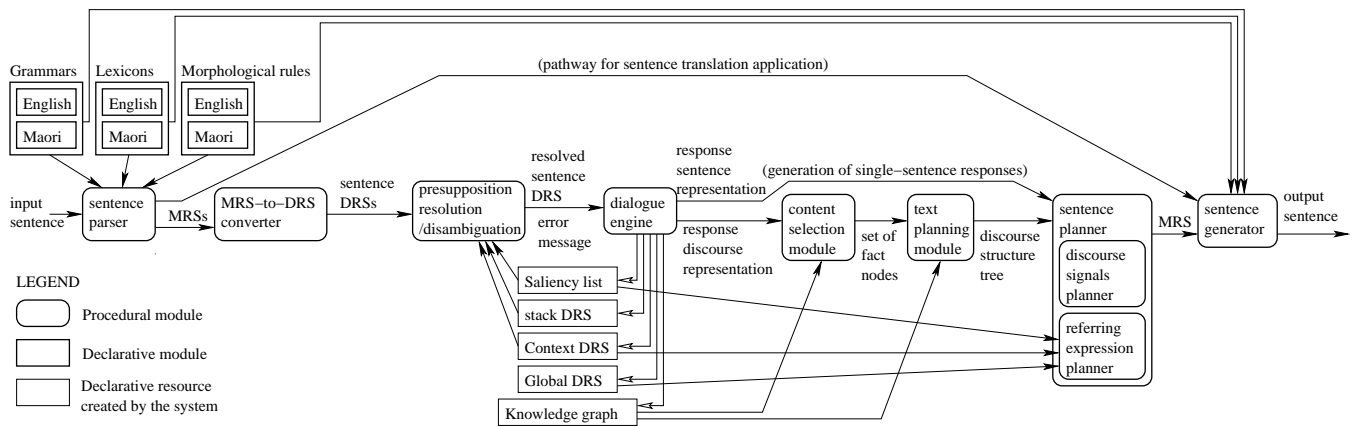 (pathway for sentence translation application)
Grammars
English
Maori
Lexicons
English
Maori
Morphological rules
English
Maori
input
sentence
sentence
parser
MRSs
MRS−to−DRS
converter
sentence
DRSs
presupposition
resolution
/disambiguation
resolved
sentence
DRS
error
message
dialogue
engine
response
sentence
representation
(generation of single−sentence responses)
response
discourse
representation
content
selection
module
set of
fact
nodes
text
planning
module
discourse
structure
tree
sentence
planner
discourse
signals
planner
referring
expression
planner
MRS
sentence
generator
output
sentence
Saliency list
stack DRS
Context DRS
Global DRS
Knowledge graph
LEGEND
Procedural module
Declarative module
Declarative resource
created by the system